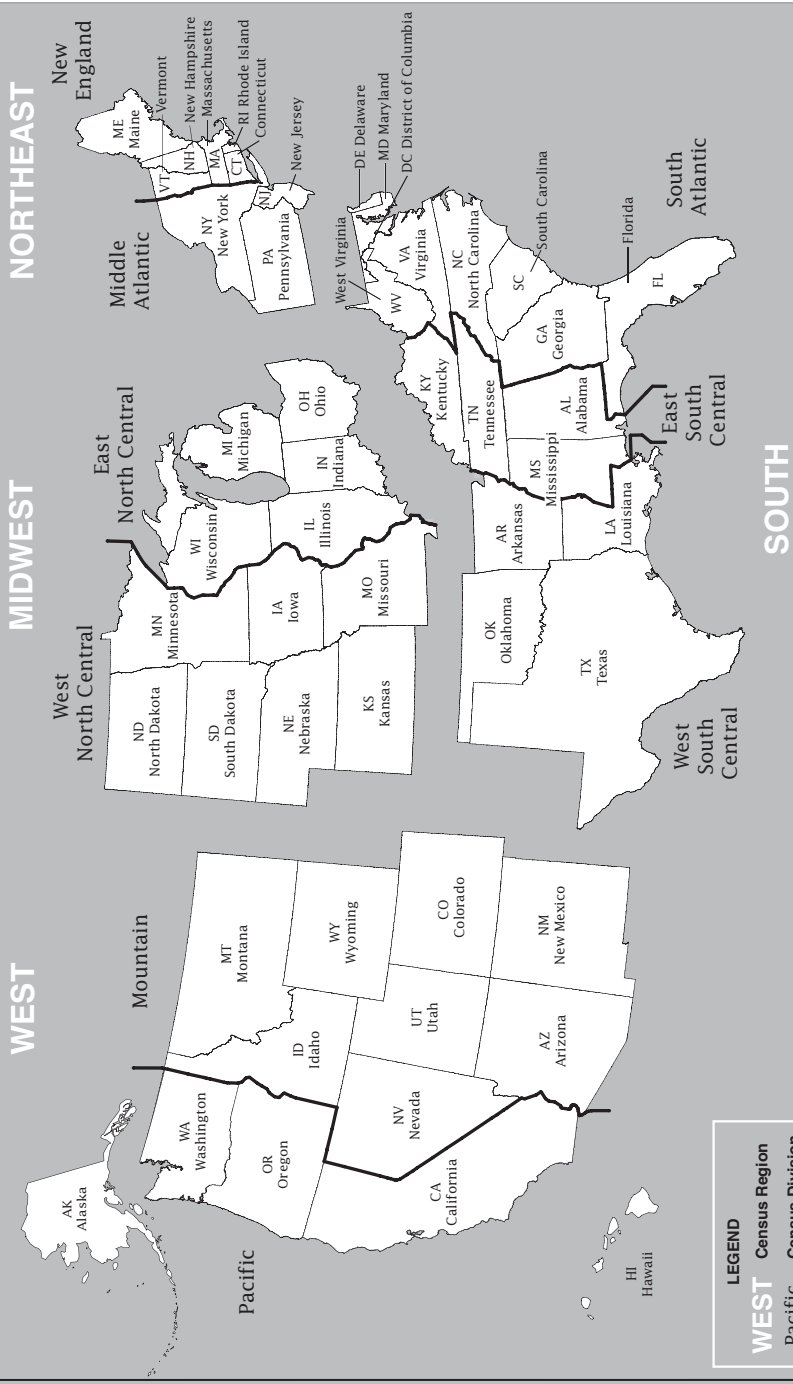 WEST
MIDWEST
NORTHEAST
AK
Alaska
Pacific
HI
Hawaii
WA
Washington
OR
Oregon
CA
California
Mountain
MT
Montana
ID
Idaho
WY
Wyoming
NV
Nevada
UT
Utah
CO
Colorado
AZ
Arizona
NM
New Mexico
West
North Central
ND
North Dakota
SD
South Dakota
NE
Nebraska
KS
Kansas
MN
Minnesota
IA
Iowa
MO
Missouri
East
North Central
WI
Wisconsin
MI
Michigan
IL
Illinois
IN
Indiana
OH
Ohio
Middle
Atlantic
NY
New York
PA
Pennsylvania
NJ
New Jersey
New
England
ME
Maine
VT
Vermont
NH
New Hampshire
MA
Massachusetts
RI Rhode Island
CT
Connecticut
West
South
Central
OK
Oklahoma
TX
Texas
AR
Arkansas
LA
Louisiana
East
South
Central
KY
Kentucky
TN
Tennessee
MS
Mississippi
AL
Alabama
South
Atlantic
DE Delaware
MD Maryland
DC District of Columbia
West Virginia
WV
VA
Virginia
NC
North Carolina
SC
South Carolina
GA
Georgia
FL
Florida
SOUTH
LEGEND
WEST Census Region
Pacific Census Division